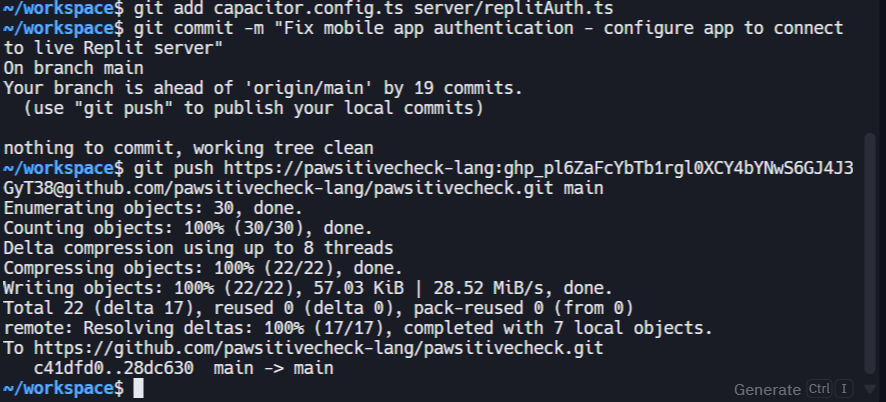 ~/workspace$ git add capacitor.config.ts server/replitAuth.ts
~/workspace$ git commit -m "Fix mobile app authentication - configure app to connect
to live Replit server"
On branch main
Your branch is ahead of 'origin/main' by 19 commits.
  (use "git push" to publish your local commits)

nothing to commit, working tree clean
~/workspace$ git push https://pawsitivecheck-lang:ghp_pl6ZaFcYbTb1rgl0XCY4bYNwS6GJ4J3
GyT38@github.com/pawsitivecheck-lang/pawsitivecheck.git main
Enumerating objects: 30, done.
Counting objects: 100% (30/30), done.
Delta compression using up to 8 threads
Compressing objects: 100% (22/22), done.
Writing objects: 100% (22/22), 57.03 KiB | 28.52 MiB/s, done.
Total 22 (delta 17), reused 0 (delta 0), pack-reused 0 (from 0)
remote: Resolving deltas: 100% (17/17), completed with 7 local objects.
To https://github.com/pawsitivecheck-lang/pawsitivecheck.git
   c41dfd0..28dc630  main -> main
~/workspace$
Generate Ctrl I